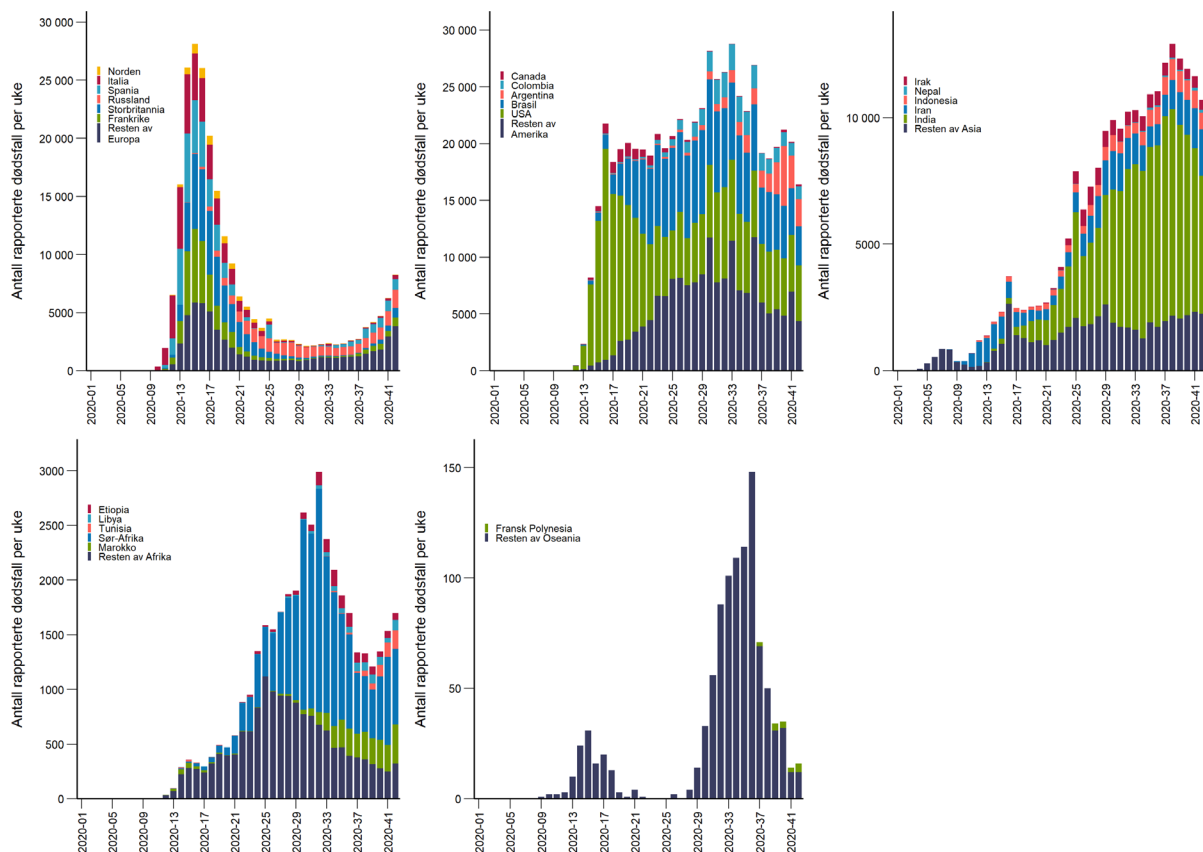 Antall rapporterte dødsfall per uke
30 000
25 000
20 000
15 000
10 000
5000
0
Norden
Italia
Spania
Russland
Storbritannia
Frankrike
Resten av
Europa
2020-01
2020-05
2020-09
2020-13
2020-17
2020-21
2020-25
2020-29
2020-33
2020-37
2020-41
Antall rapporterte dødsfall per uke
30 000
25 000
20 000
15 000
10 000
5000
0
Canada
Colombia
Argentina
Brasil
USA
Resten av
Amerika
2020-01
2020-05
2020-09
2020-13
2020-17
2020-21
2020-25
2020-29
2020-33
2020-37
2020-41
Antall rapporterte dødsfall per uke
10 000
5000
0
Irak
Nepal
Indonesia
Iran
India
Resten av Asia
2020-01
2020-05
2020-09
2020-13
2020-17
2020-21
2020-25
2020-29
2020-33
2020-37
2020-41
Antall rapporterte dødsfall per uke
3000
2500
2000
1500
1000
500
0
Etiopia
Libya
Tunisia
Sør-Afrika
Marokko
Resten av Afrika
2020-01
2020-05
2020-09
2020-13
2020-17
2020-21
2020-25
2020-29
2020-33
2020-37
2020-41
Antall rapporterte dødsfall per uke
150
100
50
0
Fransk Polynesia
Resten av Oseania
2020-01
2020-05
2020-09
2020-13
2020-17
2020-21
2020-25
2020-29
2020-33
2020-37
2020-41